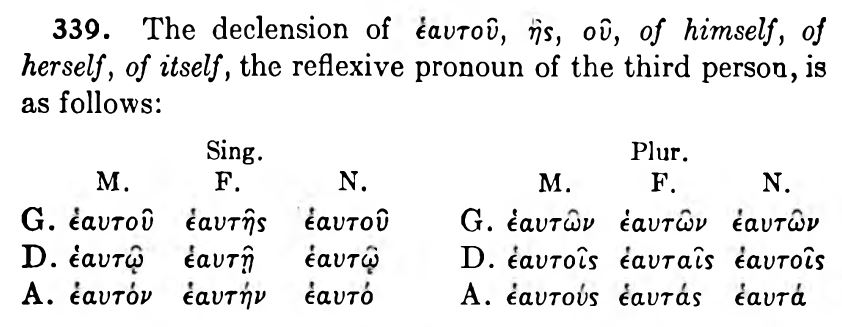 339. The declension of ἑαυτοῦ, ῆς, οῦ, of himself, of
herself, of itself, the reflexive pronoun of the third person, is
as follows:
Sing. Plur.
M. F. N. M. F. N.
G. ἑαυτοῦ ἑαυτῆς ἑαυτοῦ G. ἑαυτῶν ἑαυτῶν ἑαυτῶν
D. ἑαυτῷ ἑαυτῇ ἑαυτῷ D. ἑαυτοῖς ἑαυταῖς ἑαυτοῖς
A. ἑαυτόν ἑαυτήν ἑαυτό A. ἑαυτούς ἑαυτάς ἑαυτά